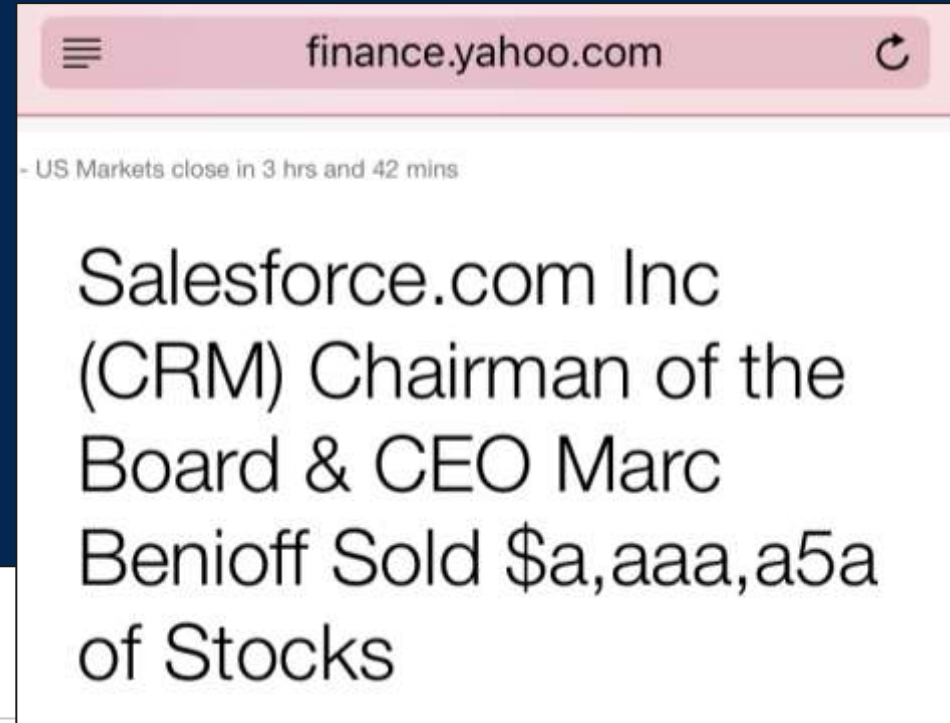 finance.yahoo.com
- US Markets close in 3 hrs and 42 mins
Salesforce.com Inc
(CRM) Chairman of the
Board & CEO Marc
Benioff Sold $a,aaa,a5a
of Stocks